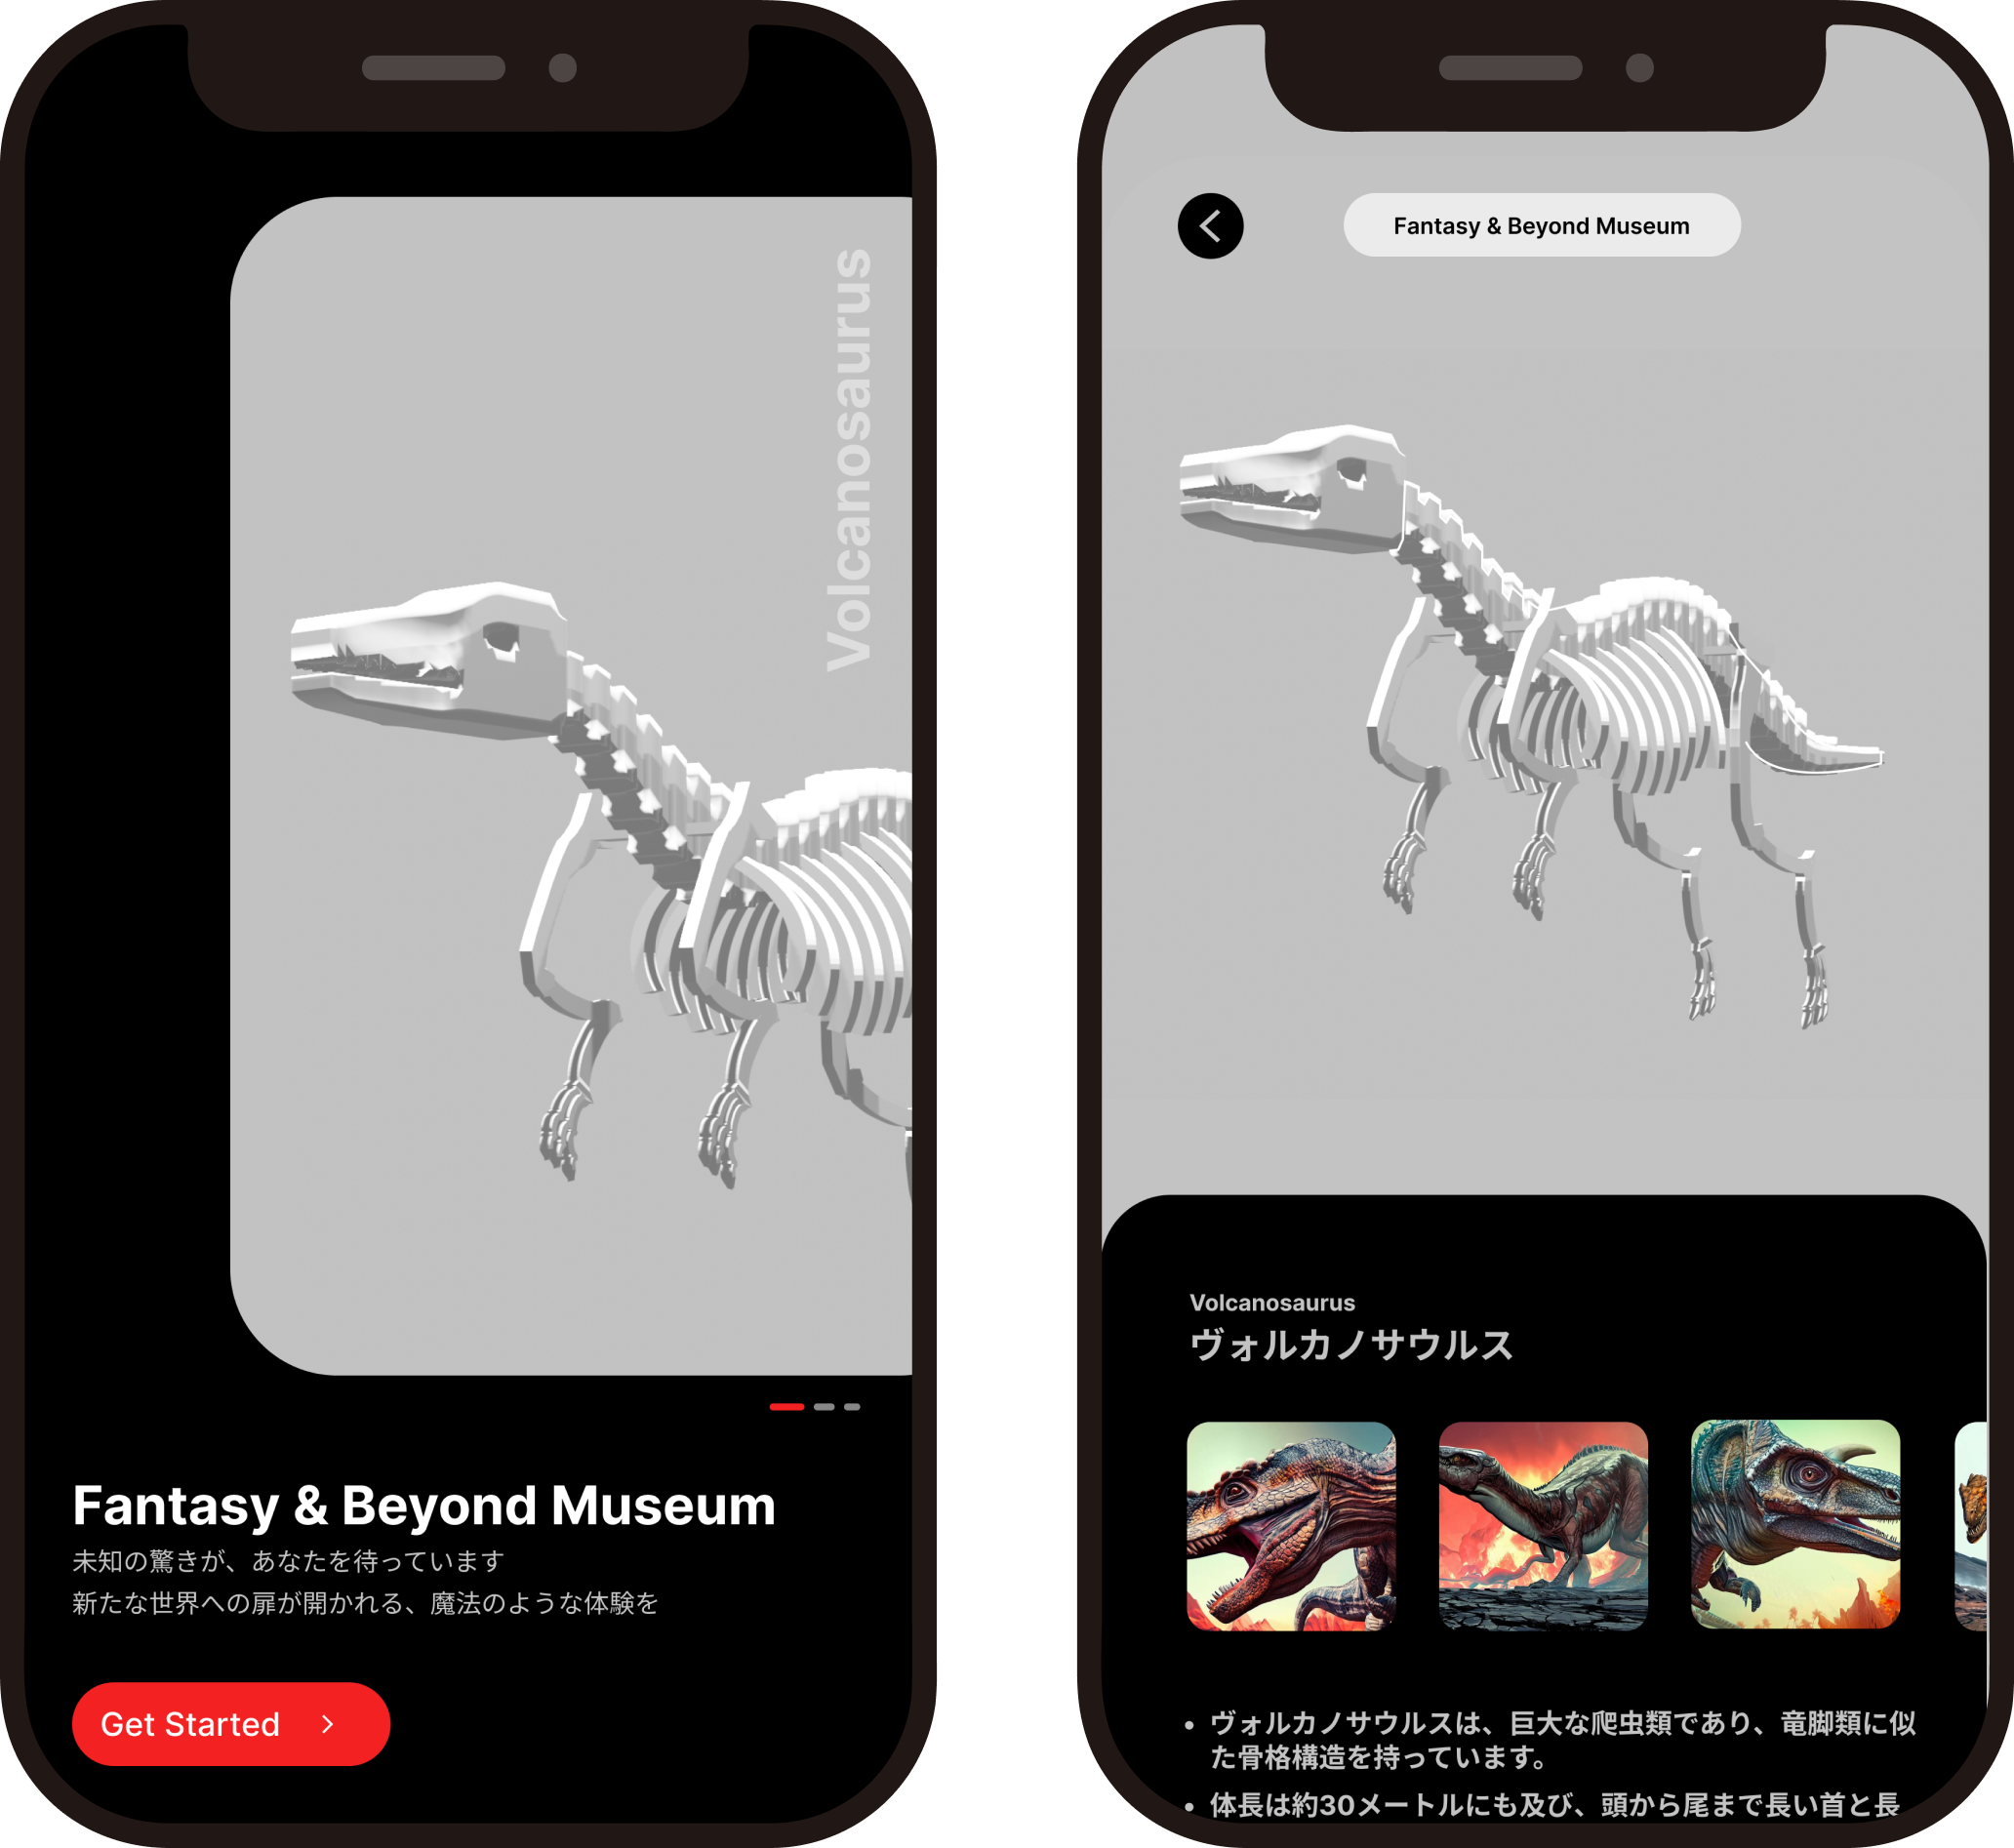 Volcanosaurus
Fantasy & Beyond Museum
未知の驚きが、あなたを待っています
新たな世界への扉が開かれる、魔法のような体験を
Get Started
Fantasy & Beyond Museum
Volcanosaurus
ヴォルカノサウルス
• ヴォルカノサウルスは、巨大な爬虫類であり、竜脚類に似
た骨格構造を持っています。
• 体長は約30メートルにも及び、頭から尾まで長い首と長